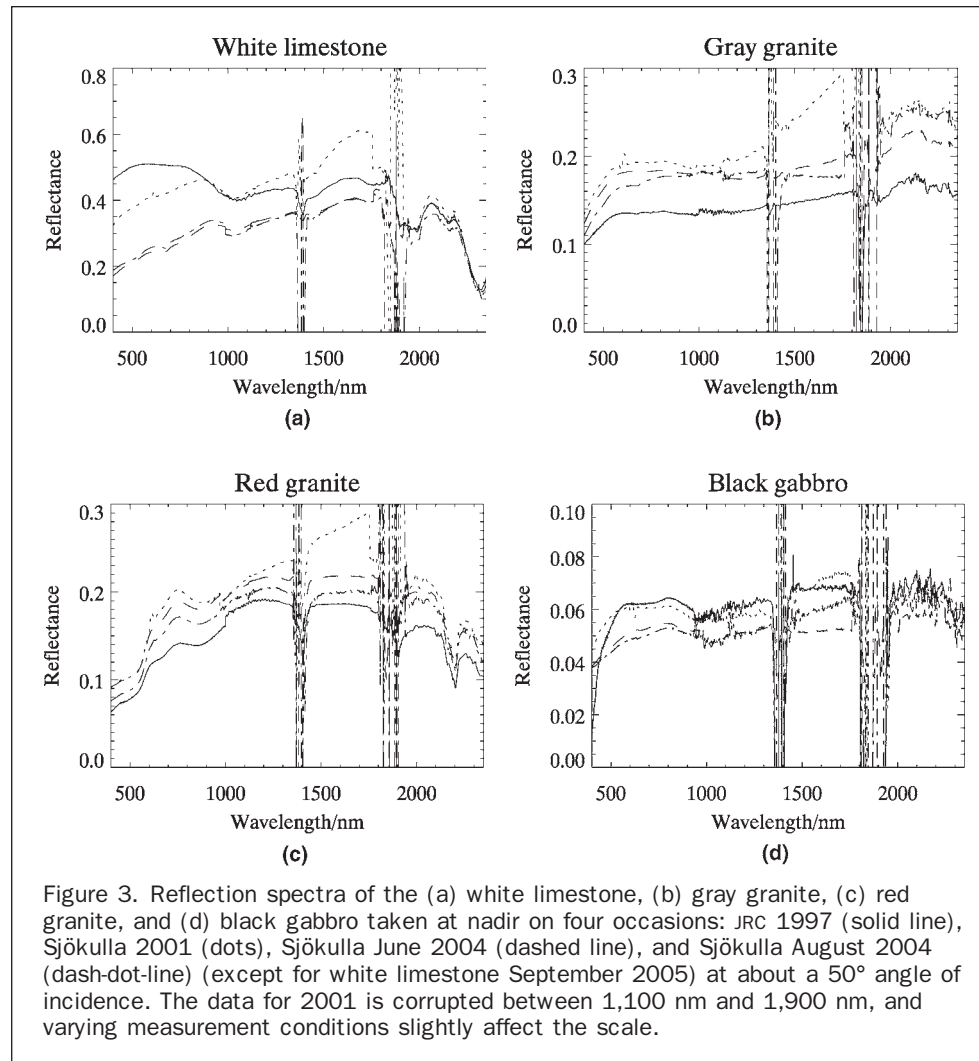 White limestone
0.8
0.6
0.4
0.2
0.0
Reflectance
500 1000 1500 2000
Wavelength/nm
(a)
Gray granite
0.3
0.2
0.1
0.0
Reflectance
500 1000 1500 2000
Wavelength/nm
(b)
Red granite
0.3
0.2
0.1
0.0
Reflectance
500 1000 1500 2000
Wavelength/nm
(c)
Black gabbro
0.10
0.08
0.06
0.04
0.02
0.00
Reflectance
500 1000 1500 2000
Wavelength/nm
(d)
Figure 3. Reflection spectra of the (a) white limestone, (b) gray granite, (c) red
granite, and (d) black gabbro taken at nadir on four occasions: JRC 1997 (solid line),
Sjökulla 2001 (dots), Sjökulla June 2004 (dashed line), and Sjökulla August 2004
(dash-dot-line) (except for white limestone September 2005) at about a 50° angle of
incidence. The data for 2001 is corrupted between 1,100 nm and 1,900 nm, and
varying measurement conditions slightly affect the scale.